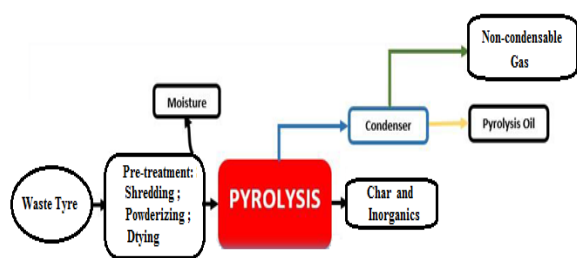 Non-condensable
Gas
Moisture
Condenser
Pyrolysis Oil
Waste Tyre
Pre-treatment:
Shredding ;
Powderizing ;
Dtying
PYROLYSIS
Char and
Inorganics